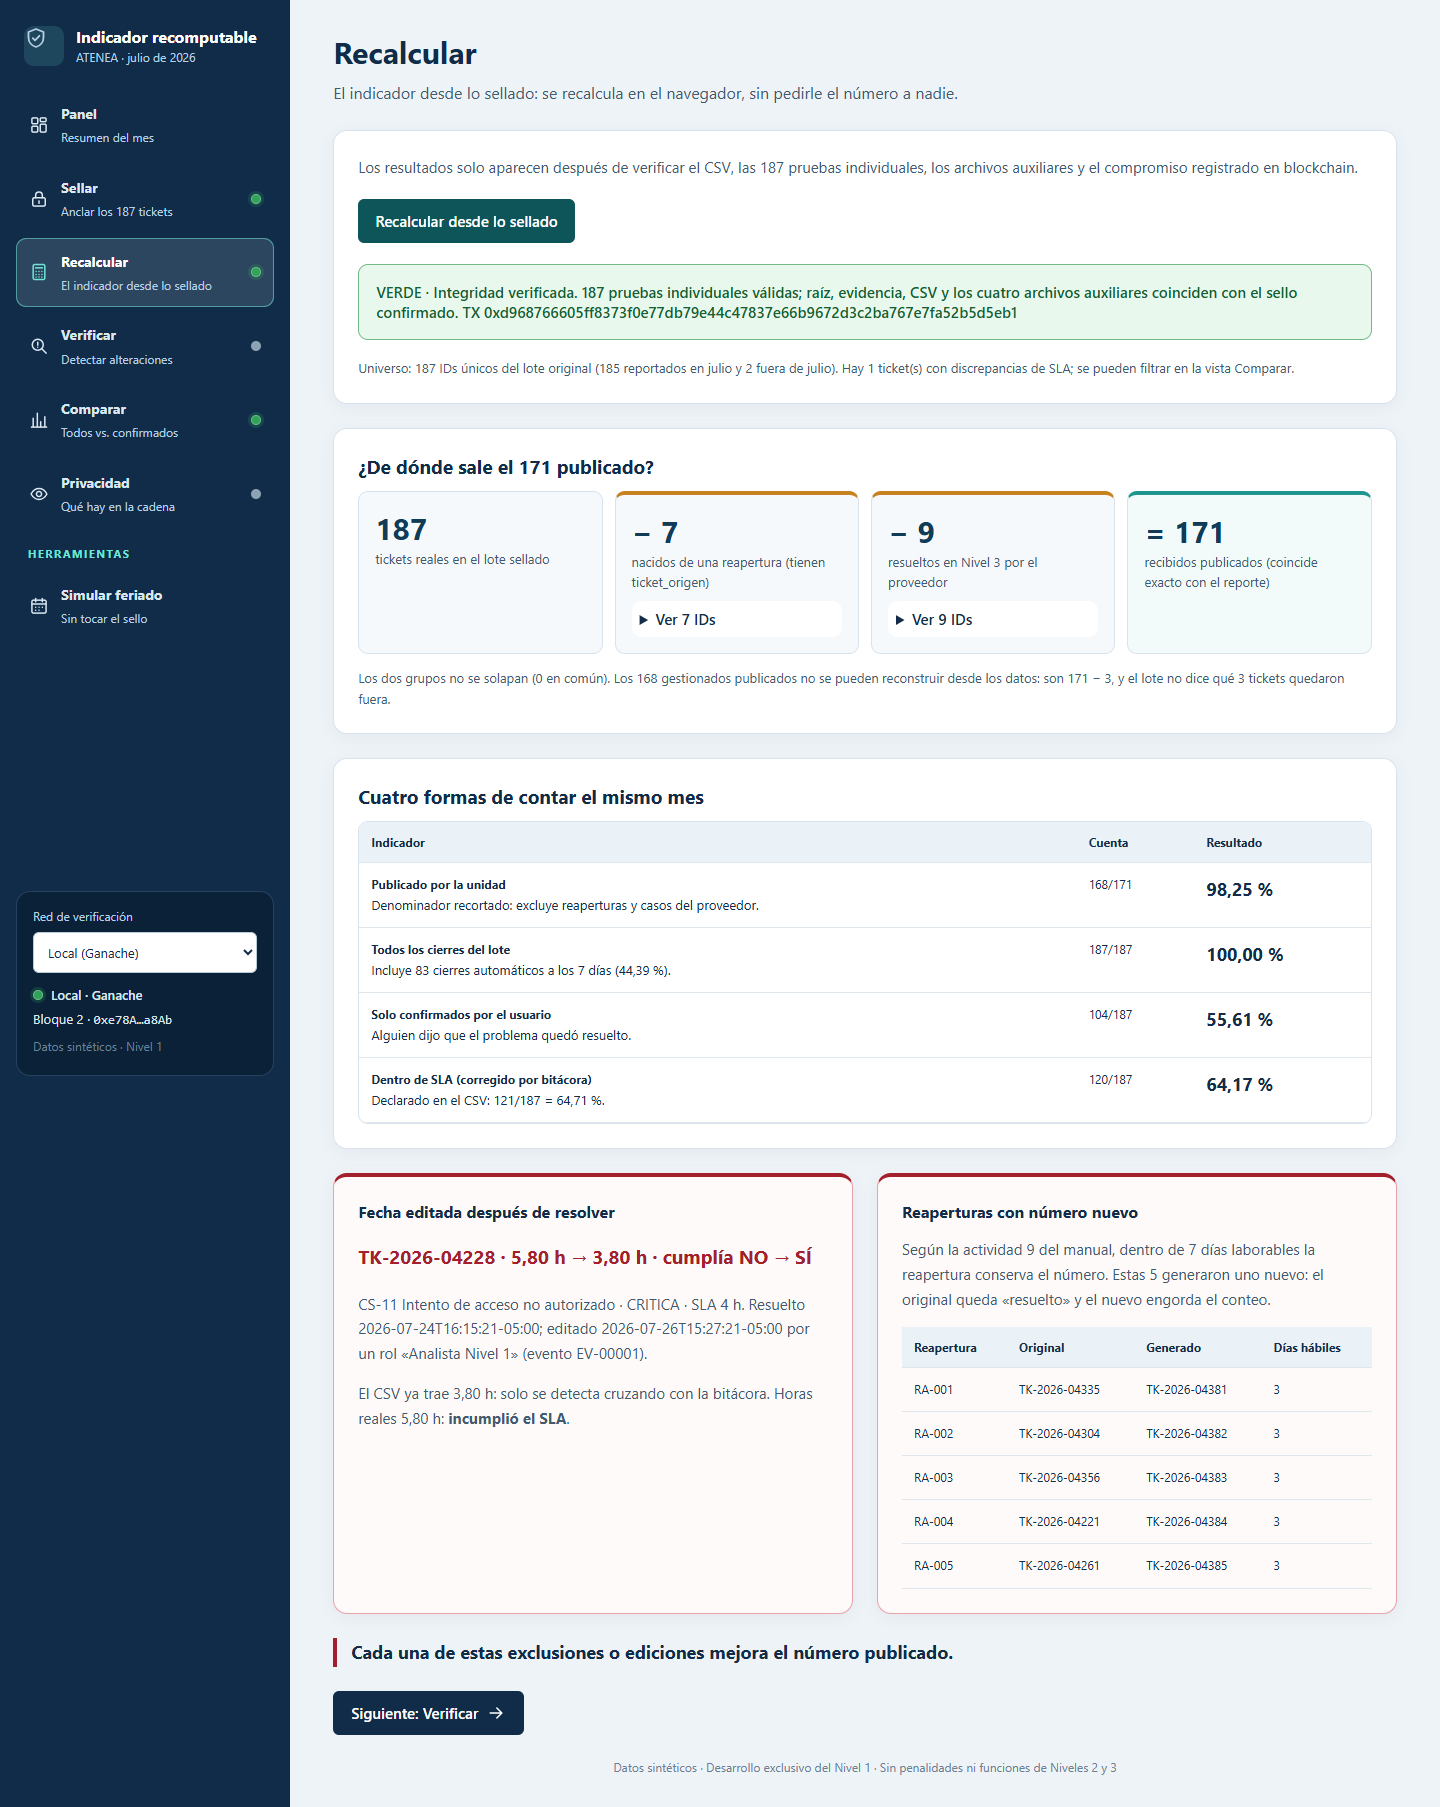 Indicador recomputable
ATENEA · julio de 2026
Panel
Resumen del mes
Sellar
Anclar los 187 tickets
Recalcular
El indicador desde lo sellado
Verificar
Detectar alteraciones
Comparar
Todos vs. confirmados
Privacidad
Qué hay en la cadena
HERRAMIENTAS
Simular feriado
Sin tocar el sello
Red de verificación
Local (Ganache)
Local · Ganache
Bloque 2 · 0xe78A…a8Ab
Datos sintéticos · Nivel 1
Recalcular
El indicador desde lo sellado: se recalcula en el navegador, sin pedirle el número a nadie.
Los resultados solo aparecen después de verificar el CSV, las 187 pruebas individuales, los archivos auxiliares y el compromiso registrado en blockchain.
Recalcular desde lo sellado
VERDE · Integridad verificada. 187 pruebas individuales válidas; raíz, evidencia, CSV y los cuatro archivos auxiliares coinciden con el sello
confirmado. TX 0xd968766605ff8373f0e77db79e44c47837e66b9672d3c2ba767e7fa52b5d5eb1
Universo: 187 IDs únicos del lote original (185 reportados en julio y 2 fuera de julio). Hay 1 ticket(s) con discrepancias de SLA; se pueden filtrar en la vista Comparar.
¿De dónde sale el 171 publicado?
187
tickets reales en el lote sellado
− 7
nacidos de una reapertura (tienen
ticket_origen)
Ver 7 IDs
− 9
resueltos en Nivel 3 por el
proveedor
Ver 9 IDs
= 171
recibidos publicados (coincide
exacto con el reporte)
Los dos grupos no se solapan (0 en común). Los 168 gestionados publicados no se pueden reconstruir desde los datos: son 171 − 3, y el lote no dice qué 3 tickets quedaron
fuera.
Cuatro formas de contar el mismo mes
Indicador Cuenta Resultado
Publicado por la unidad 168/171 98,25 %
Denominador recortado: excluye reaperturas y casos del proveedor.
Todos los cierres del lote 187/187 100,00 %
Incluye 83 cierres automáticos a los 7 días (44,39 %).
Solo confirmados por el usuario 104/187 55,61 %
Alguien dijo que el problema quedó resuelto.
Dentro de SLA (corregido por bitácora) 120/187 64,17 %
Declarado en el CSV: 121/187 = 64,71 %.
Fecha editada después de resolver
TK-2026-04228 · 5,80 h → 3,80 h · cumplía NO → SÍ
CS-11 Intento de acceso no autorizado · CRITICA · SLA 4 h. Resuelto
2026-07-24T16:15:21-05:00; editado 2026-07-26T15:27:21-05:00 por
un rol «Analista Nivel 1» (evento EV-00001).
El CSV ya trae 3,80 h: solo se detecta cruzando con la bitácora. Horas
reales 5,80 h: incumplió el SLA.
Reaperturas con número nuevo
Según la actividad 9 del manual, dentro de 7 días laborables la
reapertura conserva el número. Estas 5 generaron uno nuevo: el
original queda «resuelto» y el nuevo engorda el conteo.
Reapertura Original Generado Días hábiles
RA-001 TK-2026-04335 TK-2026-04381 3
RA-002 TK-2026-04304 TK-2026-04382 3
RA-003 TK-2026-04356 TK-2026-04383 3
RA-004 TK-2026-04221 TK-2026-04384 3
RA-005 TK-2026-04261 TK-2026-04385 3
Cada una de estas exclusiones o ediciones mejora el número publicado.
Siguiente: Verificar →
Datos sintéticos · Desarrollo exclusivo del Nivel 1 · Sin penalidades ni funciones de Niveles 2 y 3